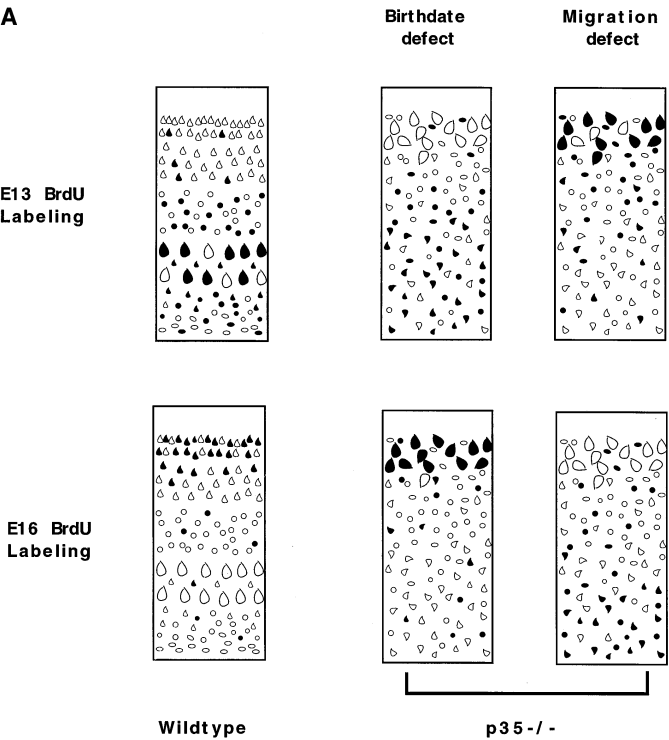 A
Birthdate
defect
Migration
defect
E13 BrdU
Labeling
E16 BrdU
Labeling
Wildtype
p35-/-